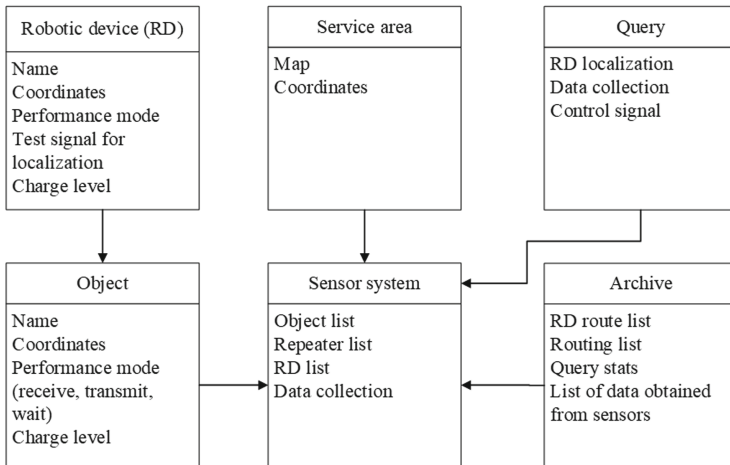 Robotic device (RD)
Name
Coordinates
Performance mode
Test signal for
localization
Charge level
Service area
Map
Coordinates
Query
RD localization
Data collection
Control signal
Object
Name
Coordinates
Performance mode
(receive, transmit,
wait)
Charge level
Sensor system
Object list
Repeater list
RD list
Data collection
Archive
RD route list
Routing list
Query stats
List of data obtained
from sensors